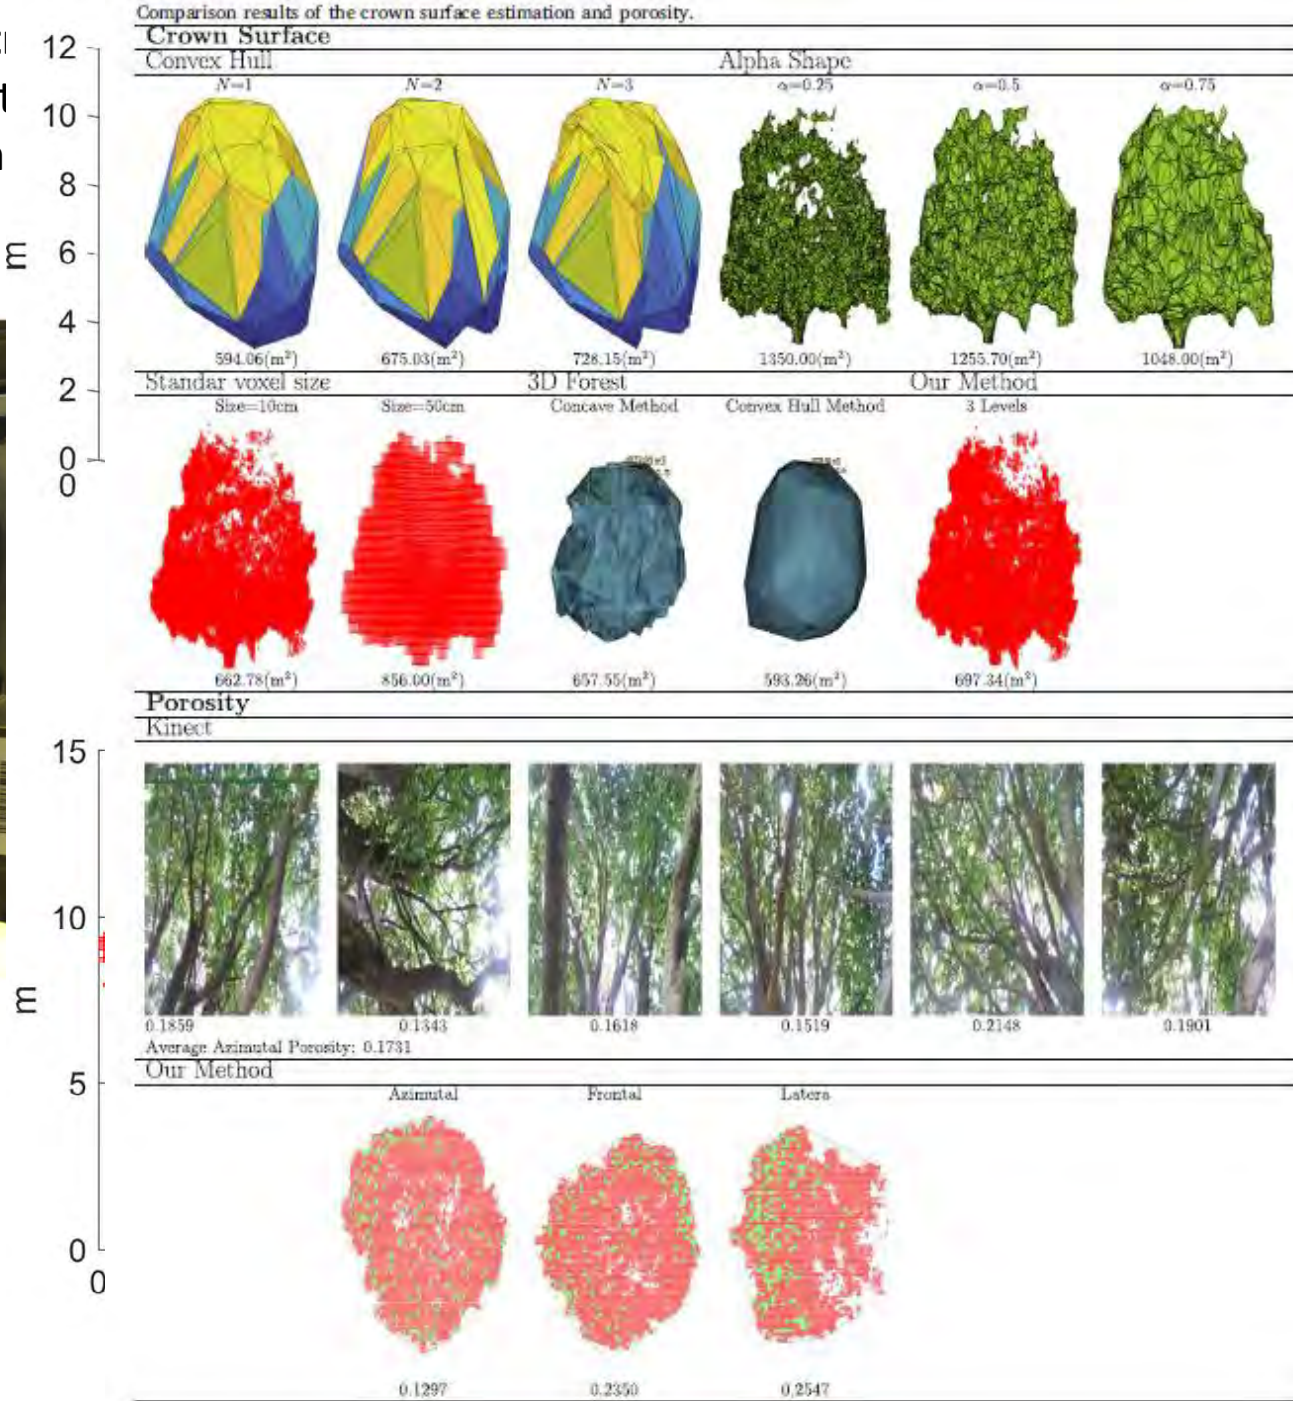 Comparison results of the crown surface estimation and porosity.
Crown Surface
Convex Hull Alpha Shape
N=1 N=2 N=3 α=0.25 α=0.5 α=0.75
594.06(m²) 675.03(m²) 728.15(m²) 1350.00(m²) 1255.70(m²) 1048.00(m²)
Standar voxel size 3D Forest Our Method
Size=10cm Size=50cm Concave Method Convex Hull Method 3 Levels
662.78(m²) 856.00(m²) 657.55(m²) 593.26(m²) 697.34(m²)
Porosity
Kinect
0.1859 0.1343 0.1618 0.1519 0.2148 0.1901
Average Azimutal Porosity: 0.1731
Our Method
Azimutal Frontal Latera
0.1297 0.2350 0.2547
12
10
8
6
4
2
0
0
m
15
10
5
0
0
m